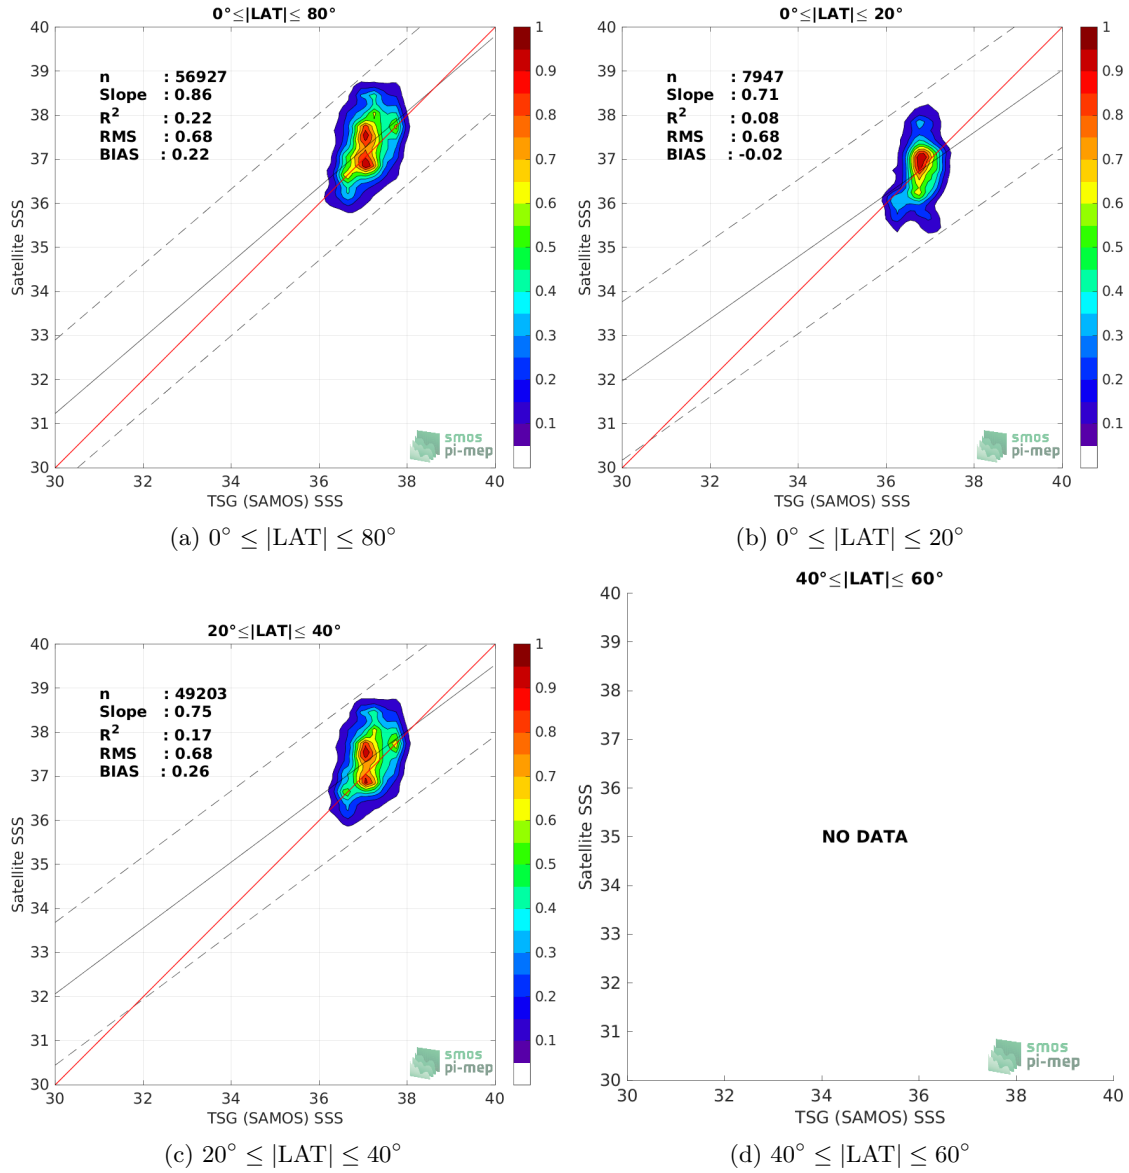 0°≤|LAT|≤ 80°
n : 56927
Slope : 0.86
R² : 0.22
RMS : 0.68
BIAS : 0.22
40
39
38
37
36
35
34
33
32
31
30
Satellite SSS
30 32 34 36 38 40
TSG (SAMOS) SSS
1
0.9
0.8
0.7
0.6
0.5
0.4
0.3
0.2
0.1
smos
pi-mep
(a) 0° ≤ |LAT| ≤ 80°
0°≤|LAT|≤ 20°
n : 7947
Slope : 0.71
R² : 0.08
RMS : 0.68
BIAS : -0.02
40
39
38
37
36
35
34
33
32
31
30
Satellite SSS
30 32 34 36 38 40
TSG (SAMOS) SSS
1
0.9
0.8
0.7
0.6
0.5
0.4
0.3
0.2
0.1
smos
pi-mep
(b) 0° ≤ |LAT| ≤ 20°
20°≤|LAT|≤ 40°
n : 49203
Slope : 0.75
R² : 0.17
RMS : 0.68
BIAS : 0.26
40
39
38
37
36
35
34
33
32
31
30
Satellite SSS
30 32 34 36 38 40
TSG (SAMOS) SSS
1
0.9
0.8
0.7
0.6
0.5
0.4
0.3
0.2
0.1
smos
pi-mep
(c) 20° ≤ |LAT| ≤ 40°
40°≤|LAT|≤ 60°
40
39
38
37
36
35
34
33
32
31
30
Satellite SSS
NO DATA
30 32 34 36 38 40
TSG (SAMOS) SSS
smos
pi-mep
(d) 40° ≤ |LAT| ≤ 60°